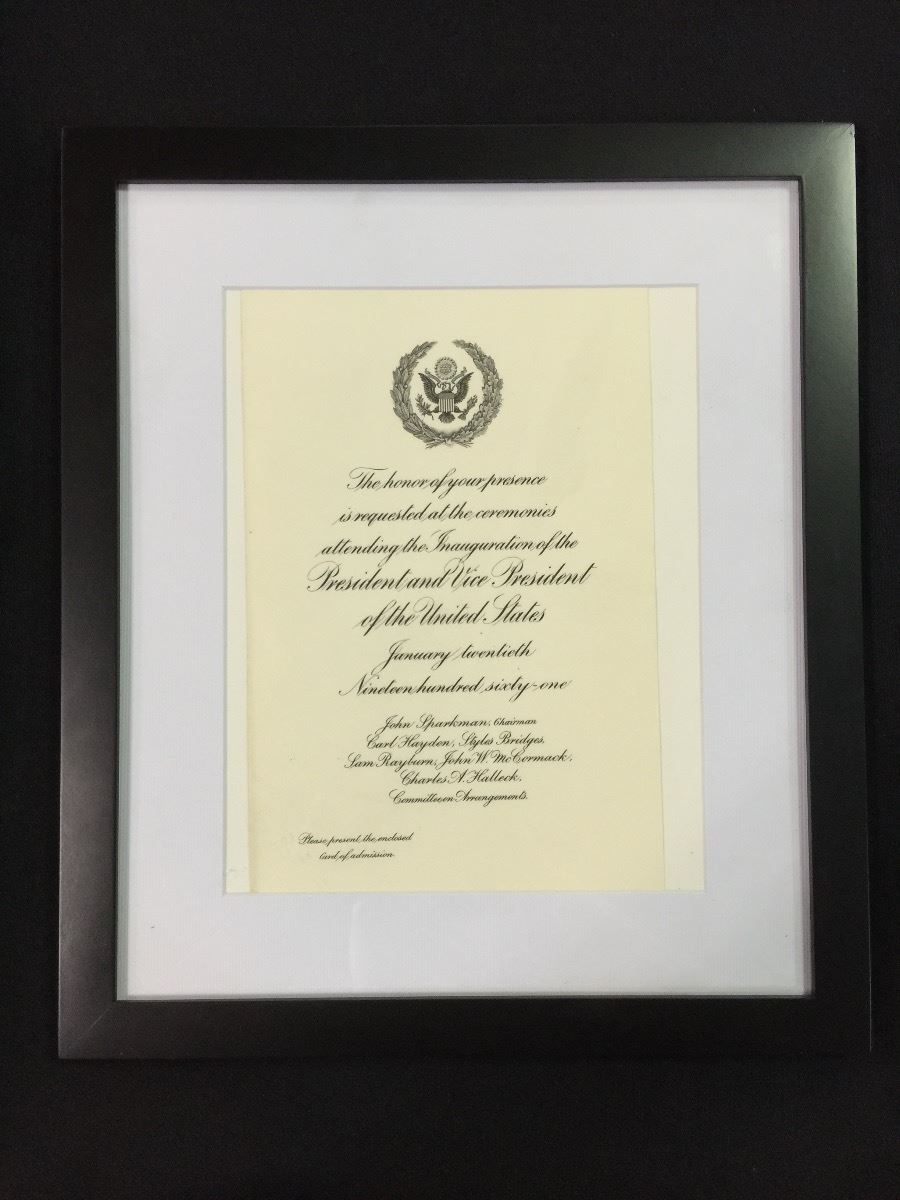 The honor of your presence
is requested at the ceremonies
attending the Inauguration of the
President and Vice President
of the United States
January twentieth
Nineteen hundred sixty-one
John Sparkman, Chairman
Carl Hayden, Styles Bridges,
Sam Rayburn, John W. McCormack,
Charles A. Halleck,
Committee on Arrangements.
Please present the enclosed
card of admission.